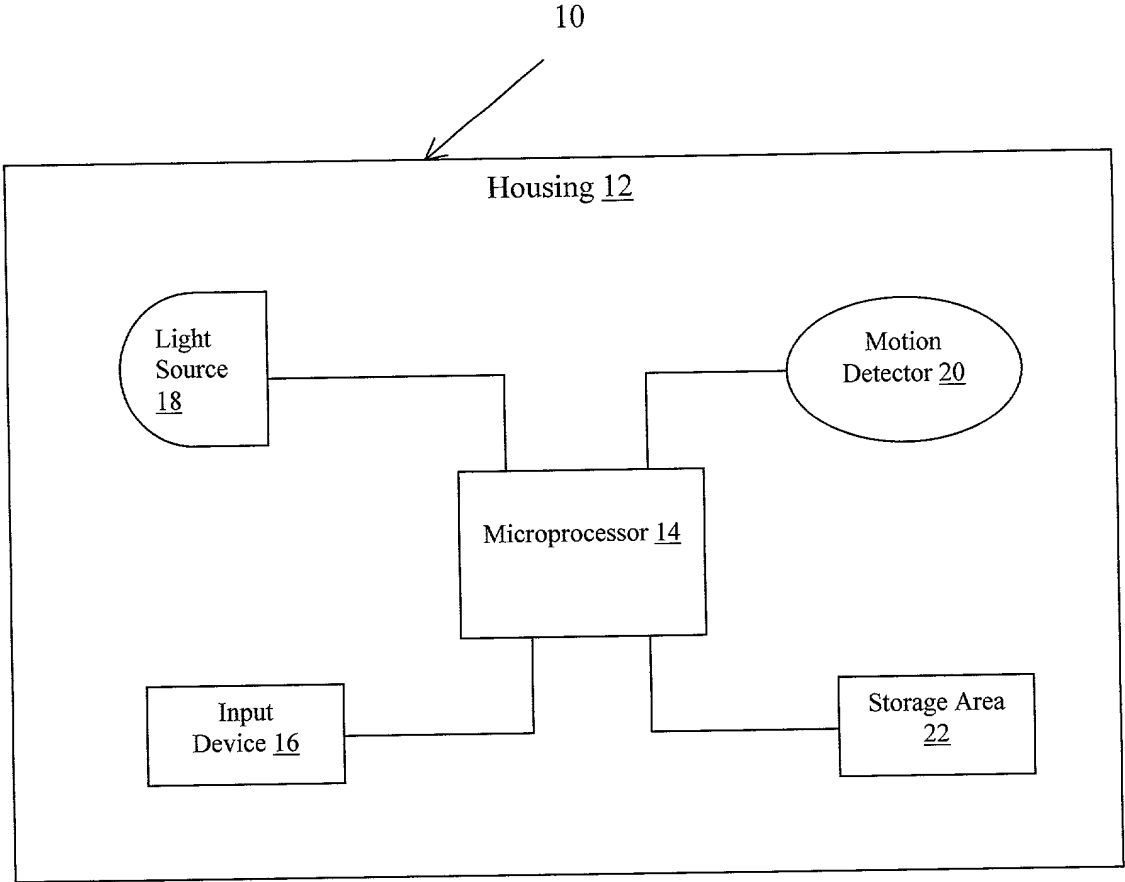 10
Housing 12
Light
Source
18
Motion
Detector 20
Microprocessor 14
Input
Device 16
Storage Area
22